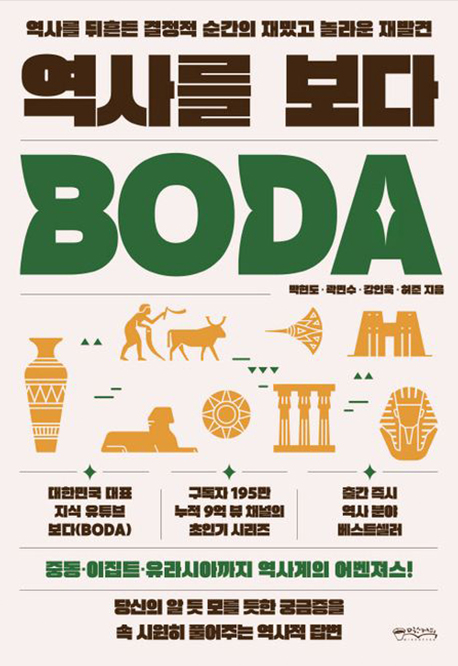 역사를 뒤흔든 결정적 순간의 재밌고 놀라운 재발견
역사를 보다
BODA
박현도·곽민수·강인욱·허준 지음
대한민국 대표
지식 유튜브
보다(BODA)
구독자 195만
누적 9억 뷰 채널의
초인기 시리즈
출간 즉시
역사 분야
베스트셀러
중동·이집트·유라시아까지 역사계의 어벤져스!
당신의 알 듯 모를 듯한 궁금증을
속 시원히 풀어주는 역사적 답변